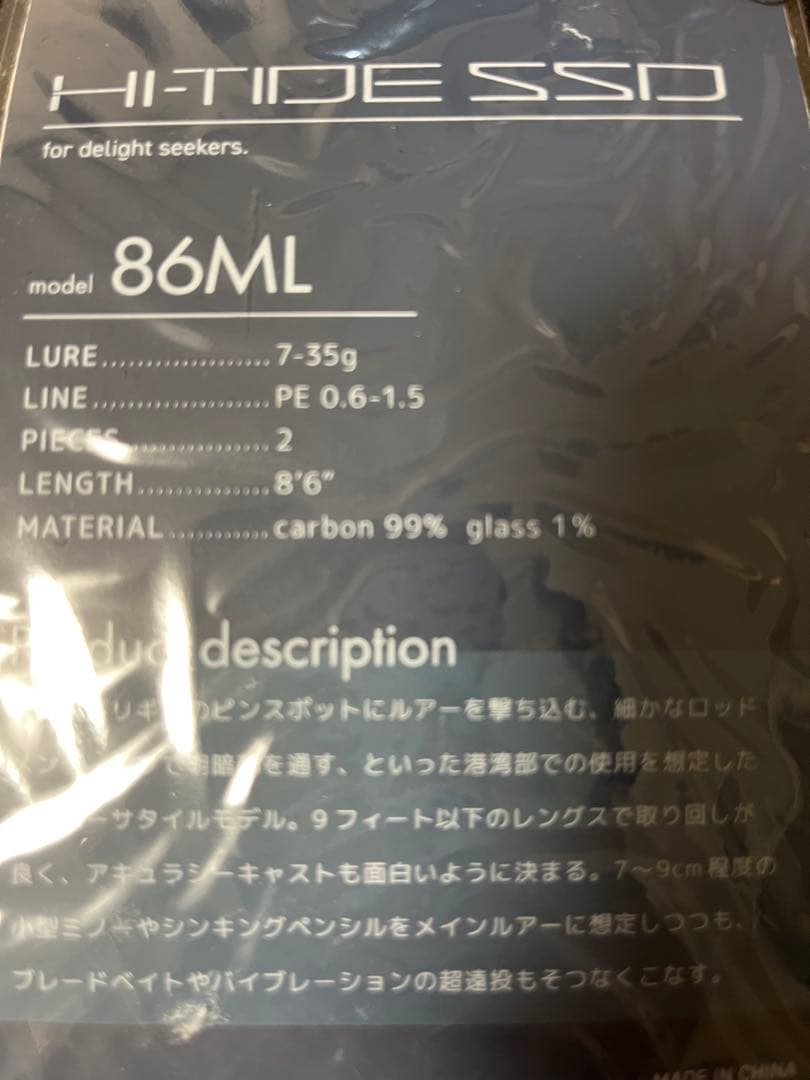 HI-TIDE SSD
for delight seekers.
model 86ML
LURE....................7-35g
LINE....................PE 0.6-1.5
PIECES................2
LENGTH...............8'6"
MATERIAL...........carbon 99% glass 1%
Product description
のピンスポットにルアーを撃ち込む、細かなロッド
を通す、といった港湾部での使用を想定した
ーサタイルモデル。9フィート以下のレングスで取り回しが
良く、アキュラシーキャストも面白いように決まる。7〜9cm程度の
小型ミノーやシンキングペンシルをメインルアーに想定しつつも、
ブレードベイトやバイブレーションの超遠投もそつなくこなす。
MADE IN CHINA